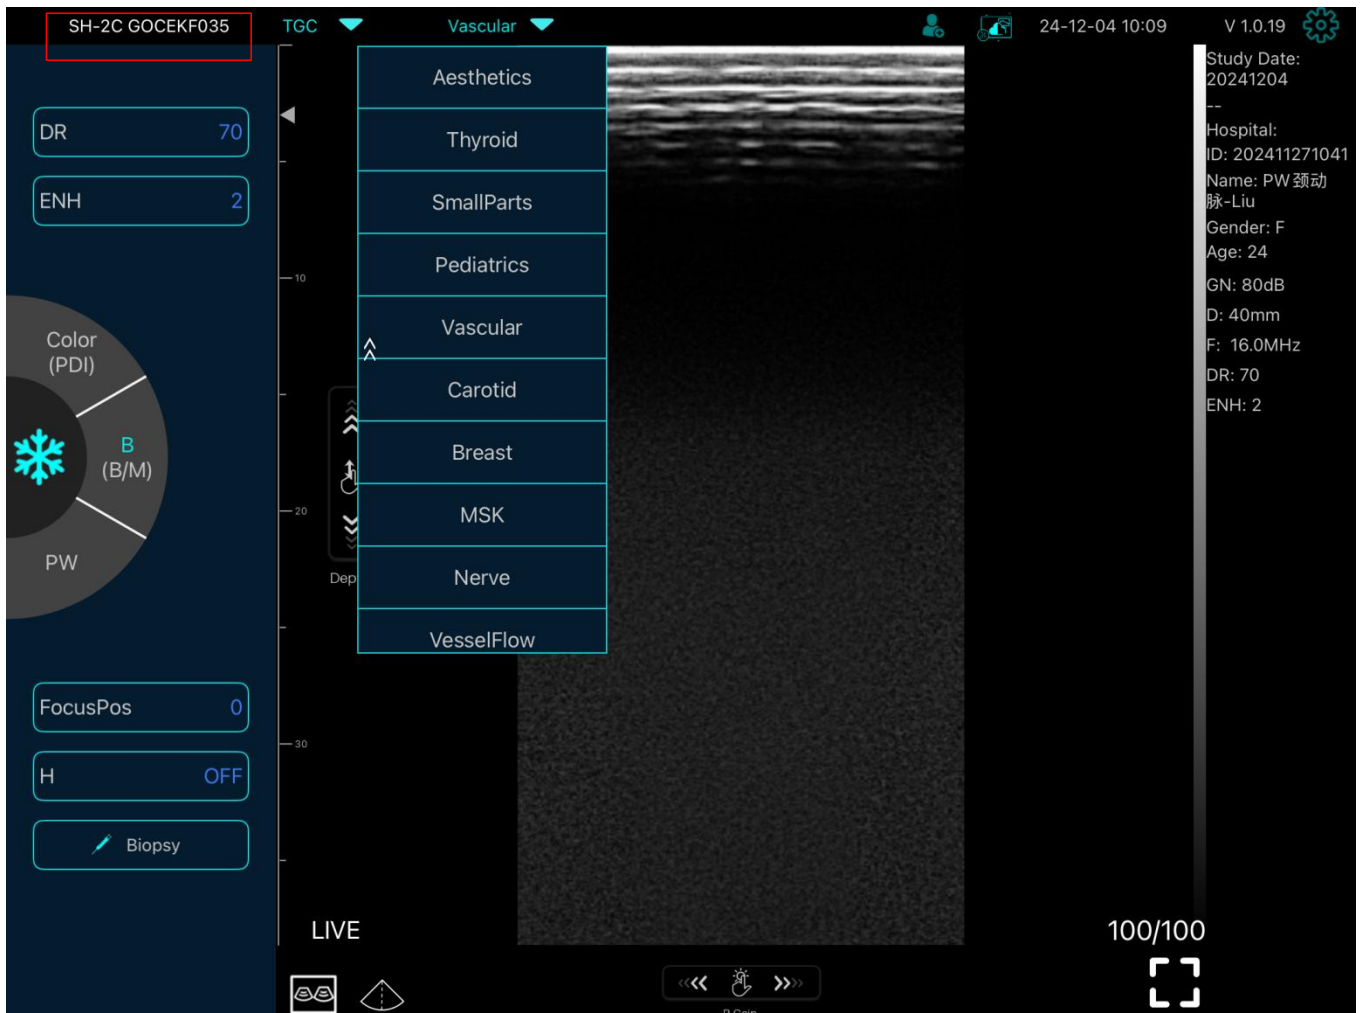 SH-2C GOCEKF035
TGC
Vascular
24-12-04 10:09
V 1.0.19
DR 70
ENH 2
Color
(PDI)
B
(B/M)
PW
FocusPos 0
H OFF
Biopsy
Aesthetics
Thyroid
SmallParts
Pediatrics
Vascular
Carotid
Breast
MSK
Nerve
VesselFlow
10
20
30
LIVE
100/100
Study Date:
20241204
--
Hospital:
ID: 202411271041
Name: PW 颈动
脉-Liu
Gender: F
Age: 24
GN: 80dB
D: 40mm
F: 16.0MHz
DR: 70
ENH: 2